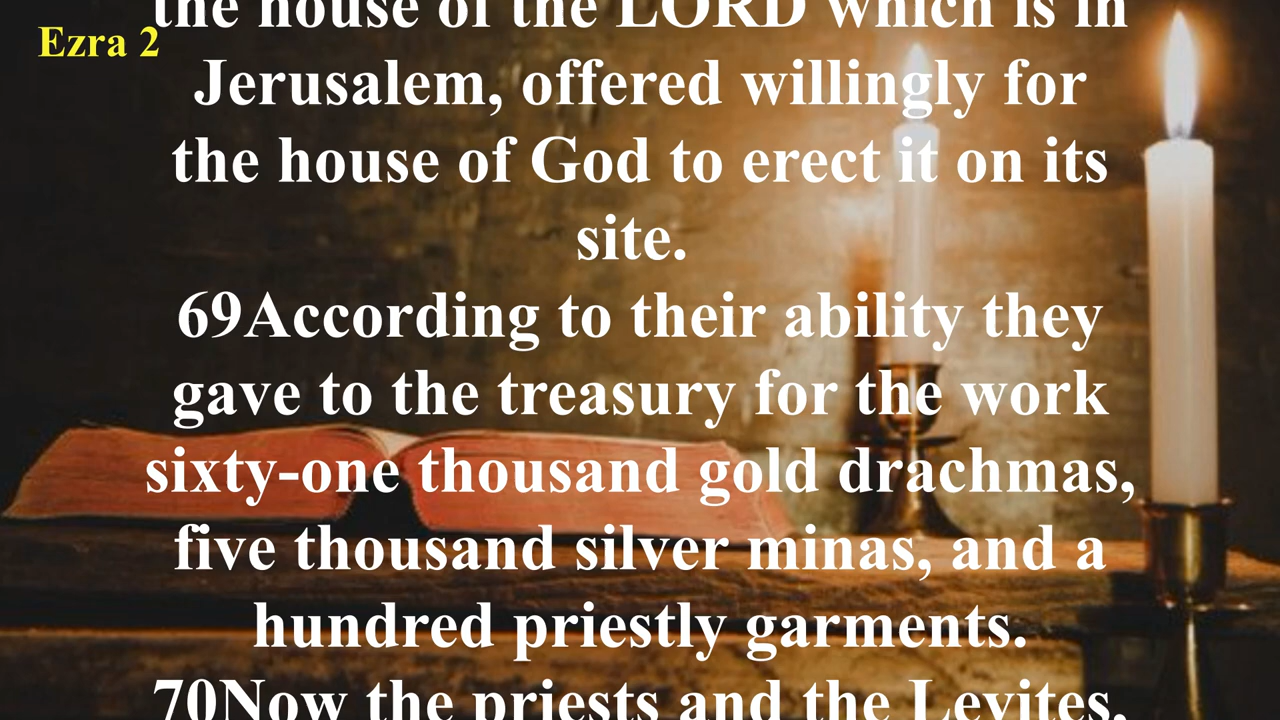 the house of the LORD which is in
Ezra 2
Jerusalem, offered willingly for
the house of God to erect it on its
site.
69According to their ability they
gave to the treasury for the work
sixty-one thousand gold drachmas,
five thousand silver minas, and a
hundred priestly garments.
70Now the priests and the Levites,